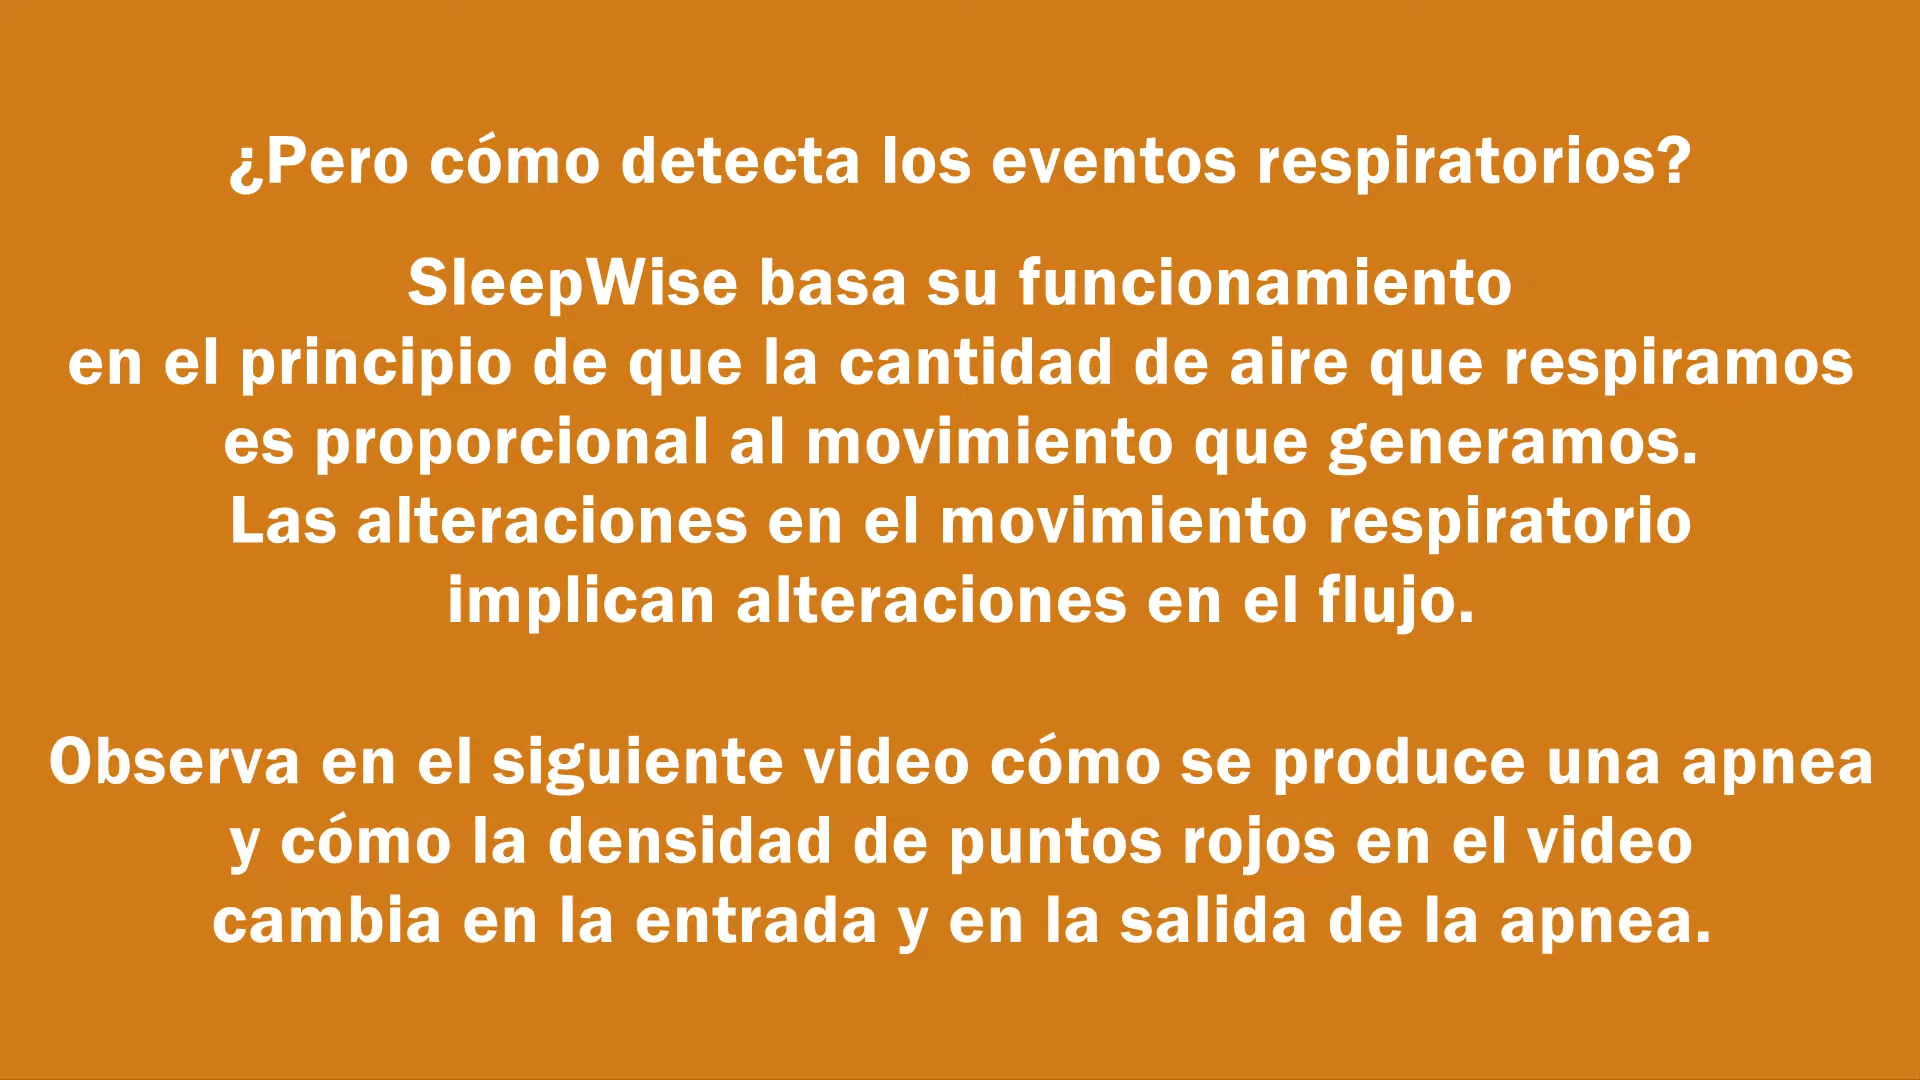 ¿Pero cómo detecta los eventos respiratorios?
SleepWise basa su funcionamiento
en el principio de que la cantidad de aire que respiramos
es proporcional al movimiento que generamos.
Las alteraciones en el movimiento respiratorio
implican alteraciones en el flujo.
Observa en el siguiente video cómo se produce una apnea
y cómo la densidad de puntos rojos en el video
cambia en la entrada y en la salida de la apnea.